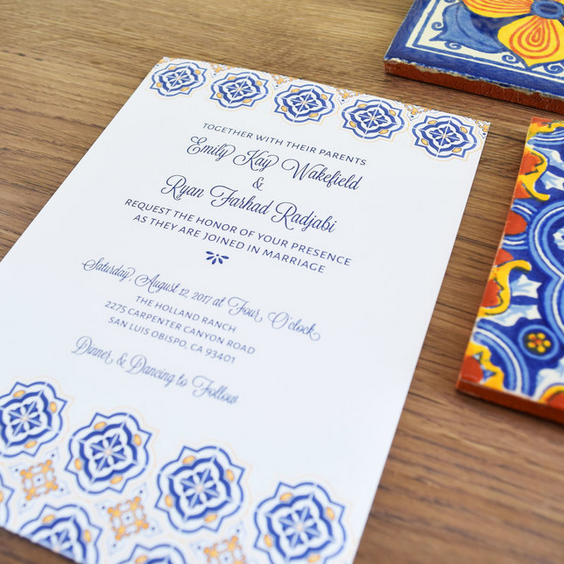 TOGETHER WITH THEIR PARENTS
Emily Kay Wakefield
&
Ryan Farhad Radjabi
REQUEST THE HONOR OF YOUR PRESENCE
AS THEY ARE JOINED IN MARRIAGE
Saturday, August 12, 2017 at Four O'clock
THE HOLLAND RANCH
2275 CARPENTER CANYON ROAD
SAN LUIS OBISPO, CA 93401
Dinner & Dancing to Follow